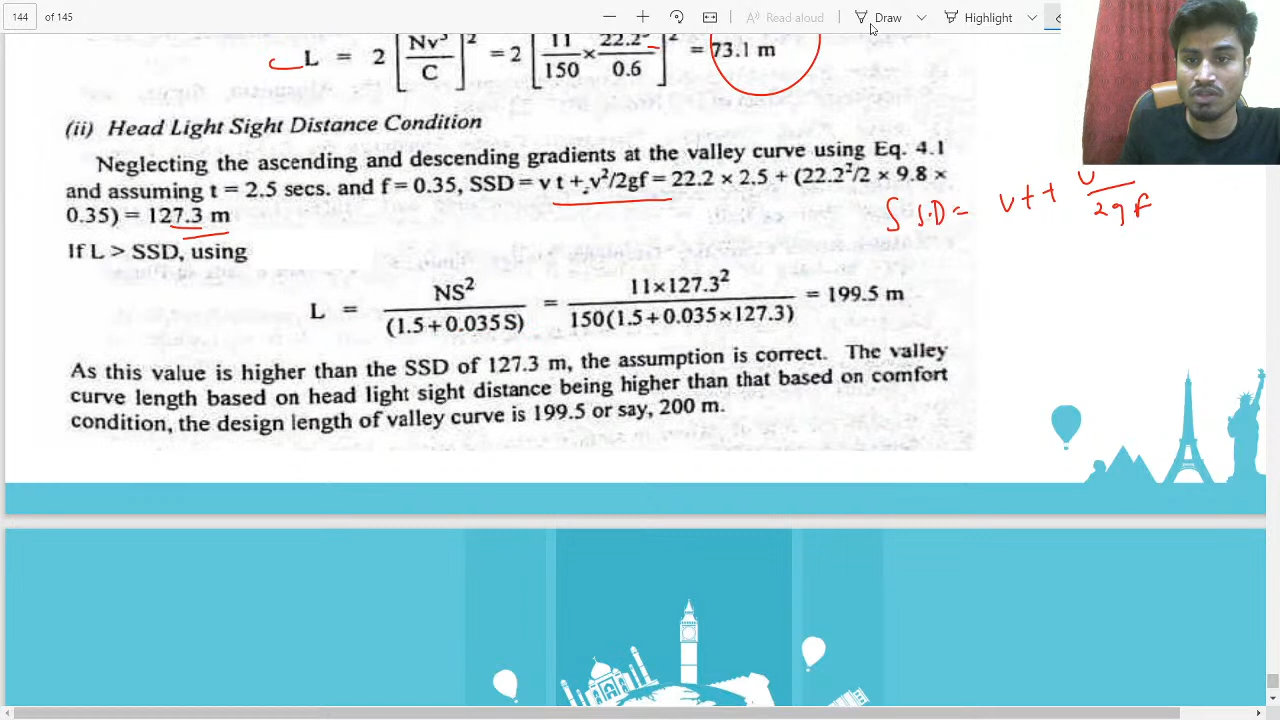 144 of 145
Read aloud Draw Highlight
L = 2 [ Nv³ / C ]² = 2 [ 11 / 150 × 22.2 / 0.6 ]² = 73.1 m
(ii) Head Light Sight Distance Condition
Neglecting the ascending and descending gradients at the valley curve using Eq. 4.1
and assuming t = 2.5 secs. and f = 0.35, SSD = v t + v²/2gf = 22.2 × 2.5 + (22.2²/2 × 9.8 ×
0.35) = 127.3 m
SSD = vt + v / 2gf
If L > SSD, using
L = NS² / (1.5 + 0.035 S) = 11×127.3² / 150(1.5+0.035×127.3) = 199.5 m
As this value is higher than the SSD of 127.3 m, the assumption is correct. The valley
curve length based on head light sight distance being higher than that based on comfort
condition, the design length of valley curve is 199.5 or say, 200 m.